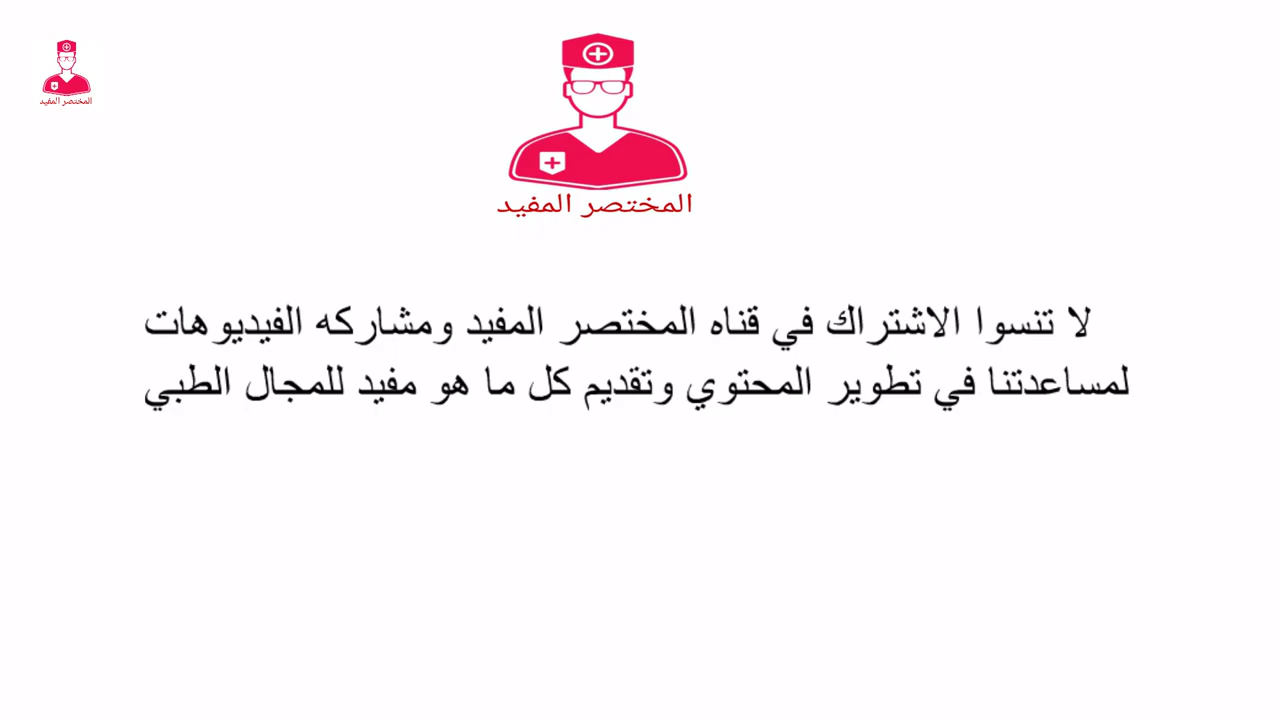 المختصر المفيد
المختصر المفيد
لا تنسوا الاشتراك في قناه المختصر المفيد ومشاركه الفيديوهات
لمساعدتنا في تطوير المحتوي وتقديم كل ما هو مفيد للمجال الطبي